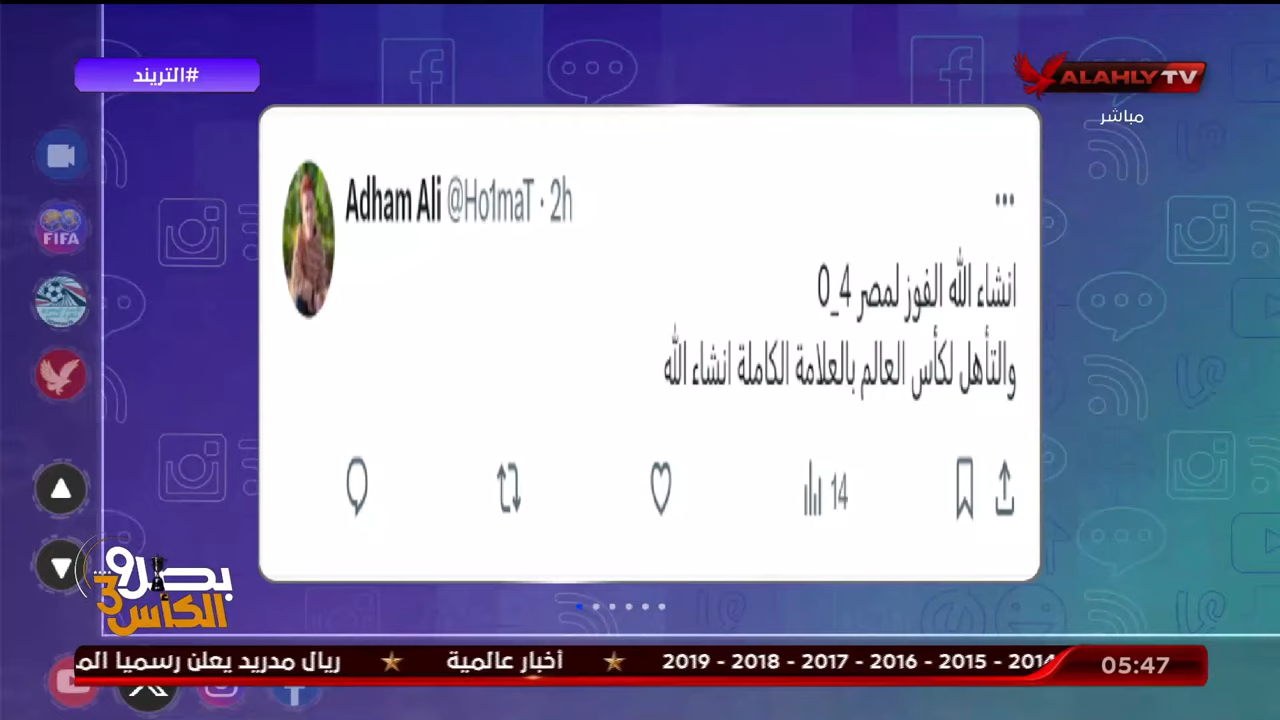 #التريند
ALAHLY TV
مباشر
FIFA
Adham Ali @Ho1maT · 2h
انشاء الله الفوز لمصر 4_0
والتأهل لكأس العالم بالعلامة الكاملة انشاء الله
14
الكأس
3
2019 - 2018 - 2017 - 2016 - 2015 - 2014
أخبار عالمية
ريال مدريد يعلن رسميا الم
05:47